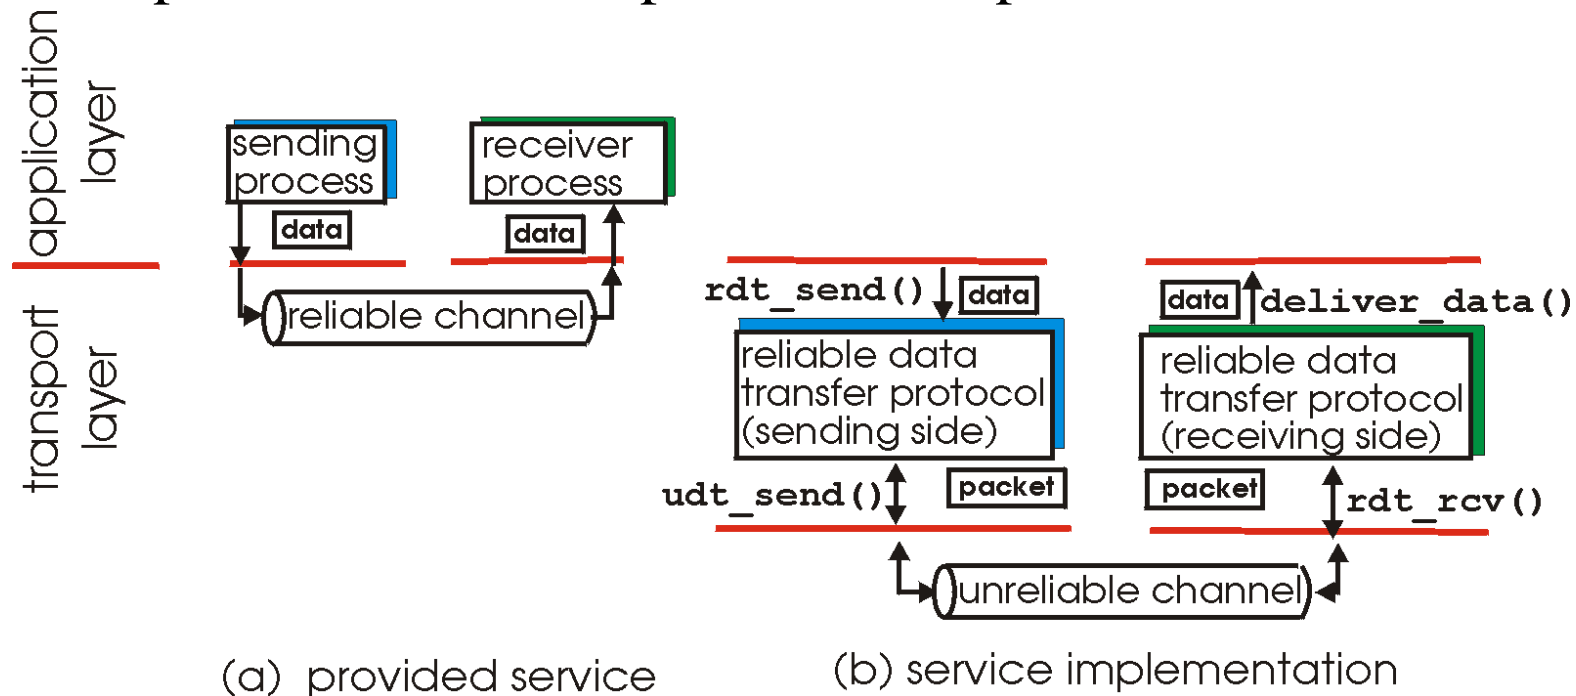 application
layer
transport
layer
sending
process
receiver
process
data
data
reliable channel
(a) provided service
rdt_send()
data
data
deliver_data()
reliable data
transfer protocol
(sending side)
reliable data
transfer protocol
(receiving side)
udt_send()
packet
packet
rdt_rcv()
unreliable channel
(b) service implementation